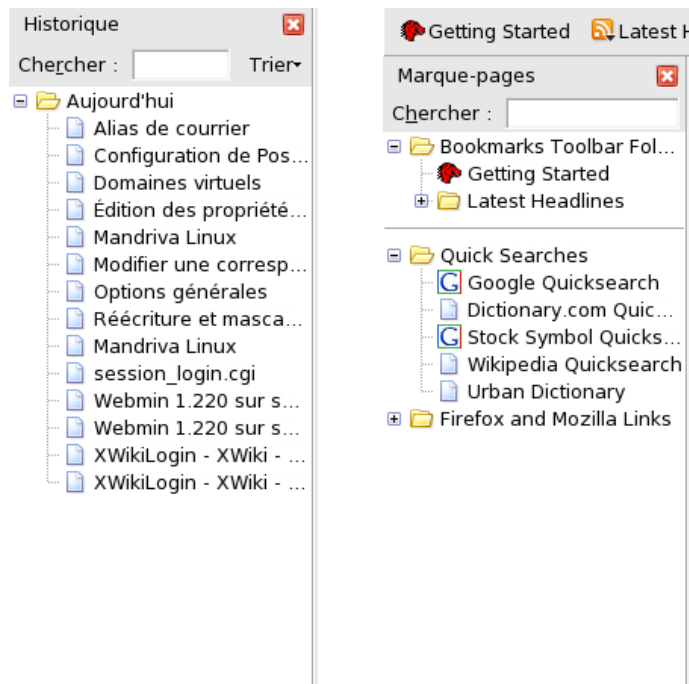 Historique
Chercher :
Trier
Aujourd'hui
Alias de courrier
Configuration de Pos...
Domaines virtuels
Édition des propriété...
Mandriva Linux
Modifier une corresp...
Options générales
Réécriture et masca...
Mandriva Linux
session_login.cgi
Webmin 1.220 sur s...
Webmin 1.220 sur s...
XWikiLogin - XWiki - ...
XWikiLogin - XWiki - ...
Getting Started
Latest H
Marque-pages
Chercher :
Bookmarks Toolbar Fol...
Getting Started
Latest Headlines
Quick Searches
Google Quicksearch
Dictionary.com Quic...
Stock Symbol Quicks...
Wikipedia Quicksearch
Urban Dictionary
Firefox and Mozilla Links